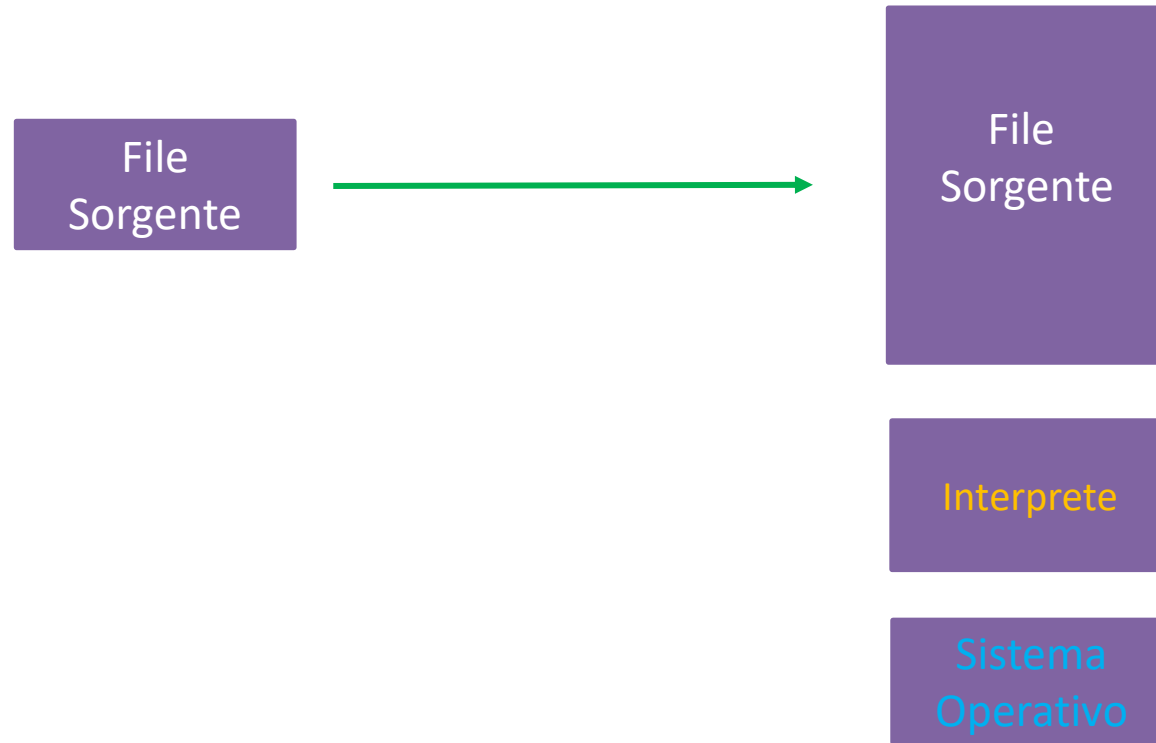 File
Sorgente
File
Sorgente
Interprete
Sistema
Operativo